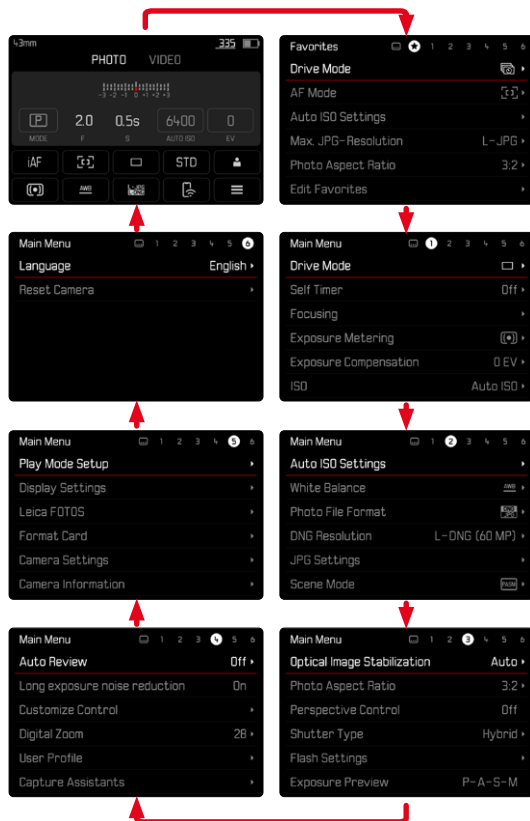 43mm 335
PHOTO VIDEO
-3 -2 -1 0 +1 +2 +3
P 2.0 0.5s 6400 0
MODE F S AUTO ISO EV
iAF STD
AWB L-JPG DNG
Favorites 1 2 3 4 5 6
Drive Mode
AF Mode
Auto ISO Settings
Max. JPG-Resolution L-JPG
Photo Aspect Ratio 3:2
Edit Favorites
Main Menu 1 2 3 4 5 6
Language English
Reset Camera
Main Menu 1 2 3 4 5 6
Drive Mode
Self Timer Off
Focusing
Exposure Metering
Exposure Compensation 0 EV
ISO Auto ISO
Main Menu 1 2 3 4 5 6
Play Mode Setup
Display Settings
Leica FOTOS
Format Card
Camera Settings
Camera Information
Main Menu 1 2 3 4 5 6
Auto ISO Settings
White Balance AWB
Photo File Format DNG JPG
DNG Resolution L-DNG (60 MP)
JPG Settings
Scene Mode PASM
Main Menu 1 2 3 4 5 6
Auto Review Off
Long exposure noise reduction On
Customize Control
Digital Zoom 28
User Profile
Capture Assistants
Main Menu 1 2 3 4 5 6
Optical Image Stabilization Auto
Photo Aspect Ratio 3:2
Perspective Control Off
Shutter Type Hybrid
Flash Settings
Exposure Preview P-A-S-M